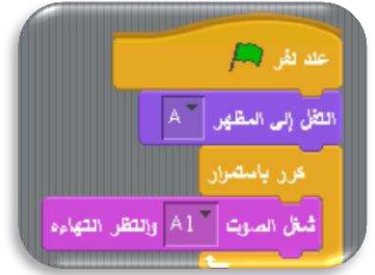 عند نقر
انتقل إلى المظهر A
كرر باستمرار
شغل الصوت A1 وانتظر انتهاءه